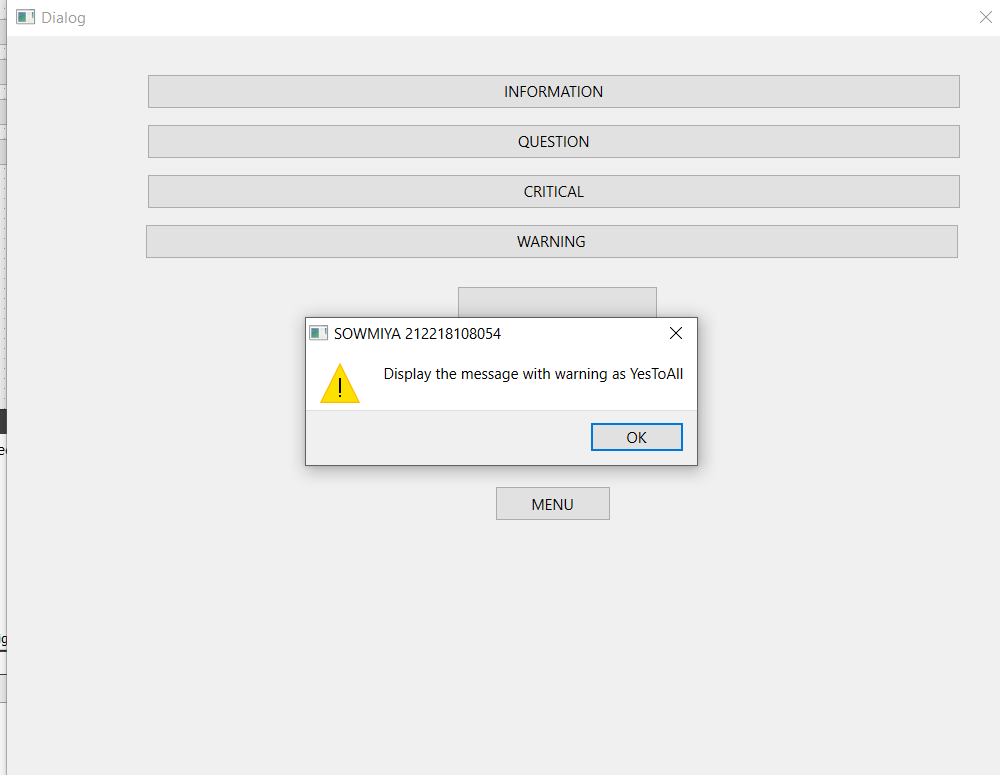 Dialog
INFORMATION
QUESTION
CRITICAL
WARNING
SOWMIYA 212218108054
Display the message with warning as YesToAll
OK
MENU